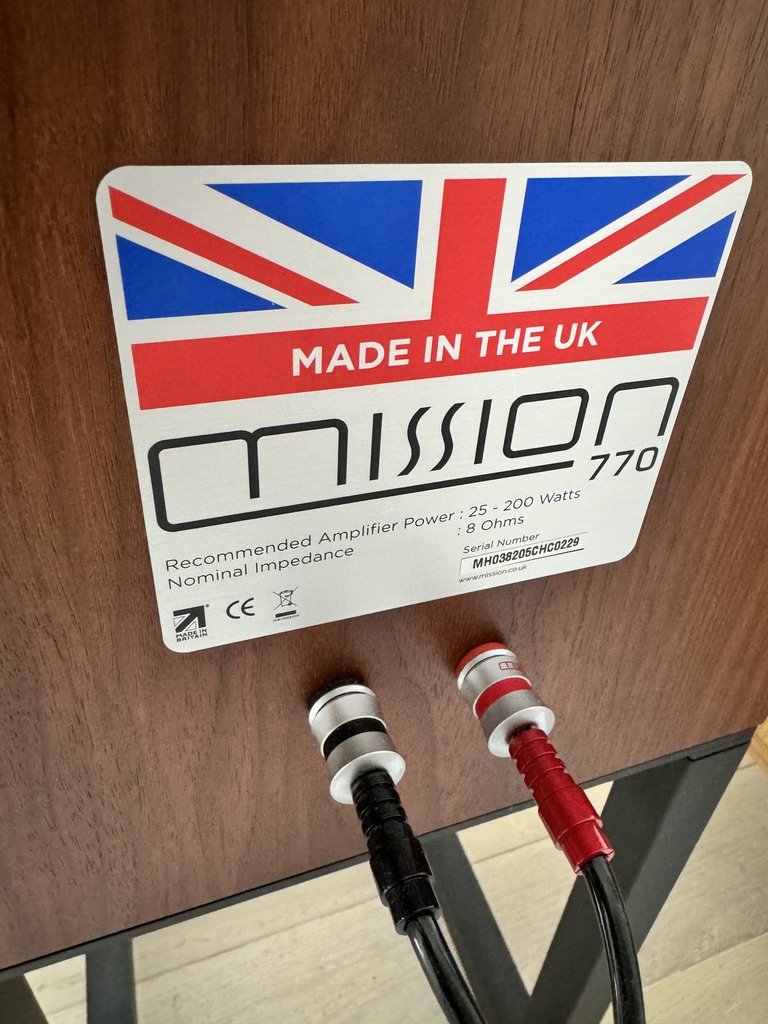 MADE IN THE UK
mission
770
Recommended Amplifier Power : 25 - 200 Watts
Nominal Impedance : 8 Ohms
Serial Number
MH038205CHC0229
www.mission.co.uk
MADE IN
BRITAIN
CE